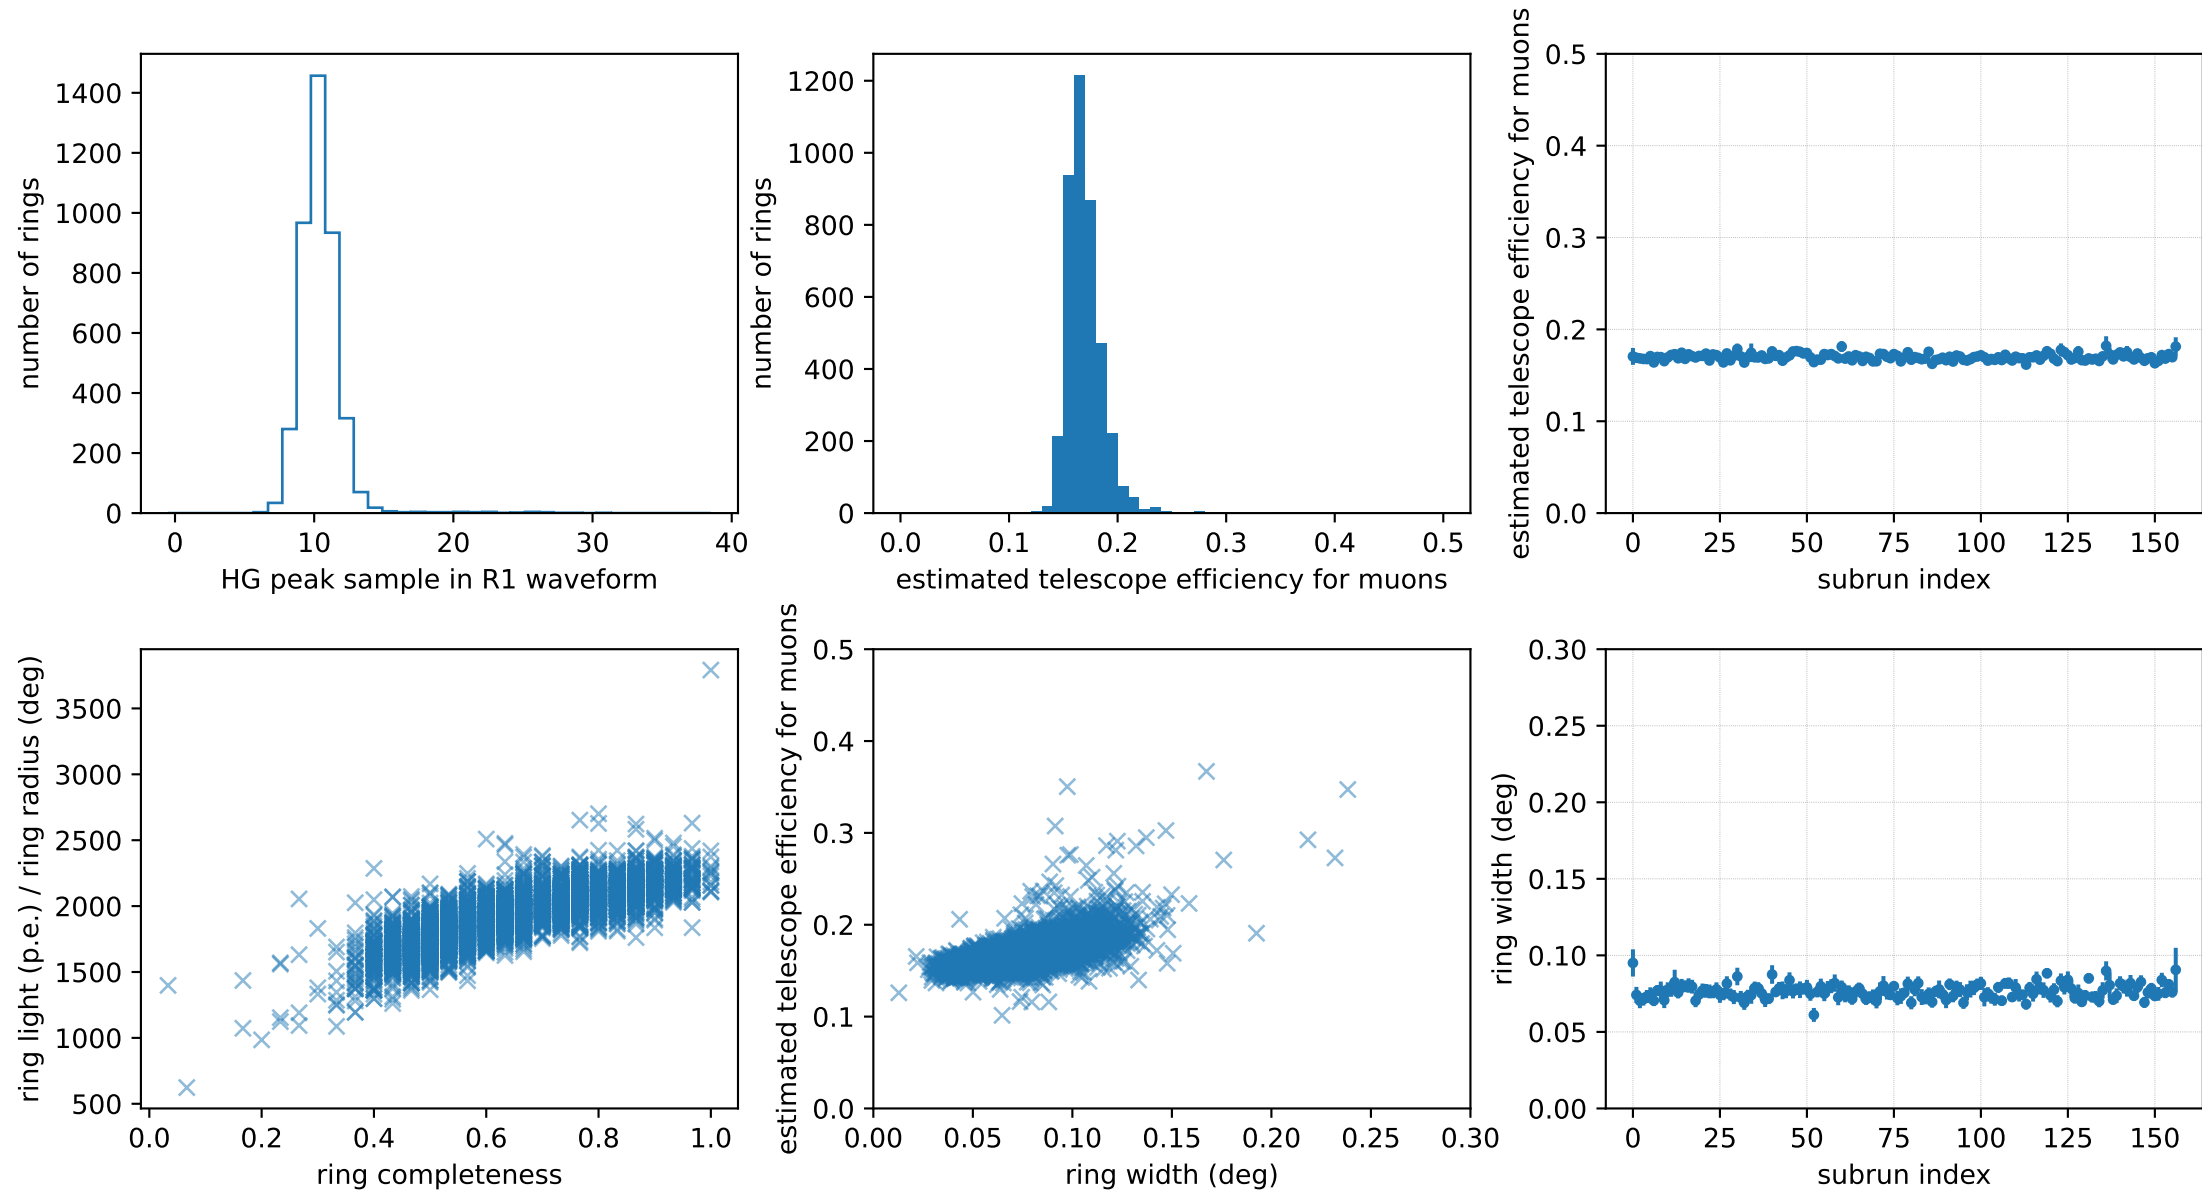 number of rings
1400
1200
1000
800
600
400
200
0
0 10 20 30 40
HG peak sample in R1 waveform
number of rings
1200
1000
800
600
400
200
0
0.0 0.1 0.2 0.3 0.4 0.5
estimated telescope efficiency for muons
estimated telescope efficiency for muons
0.5
0.4
0.3
0.2
0.1
0.0
0 25 50 75 100 125 150
subrun index
ring light (p.e.) / ring radius (deg)
3500
3000
2500
2000
1500
1000
500
0.0 0.2 0.4 0.6 0.8 1.0
ring completeness
estimated telescope efficiency for muons
0.5
0.4
0.3
0.2
0.1
0.0
0.00 0.05 0.10 0.15 0.20 0.25 0.30
ring width (deg)
ring width (deg)
0.30
0.25
0.20
0.15
0.10
0.05
0.00
0 25 50 75 100 125 150
subrun index